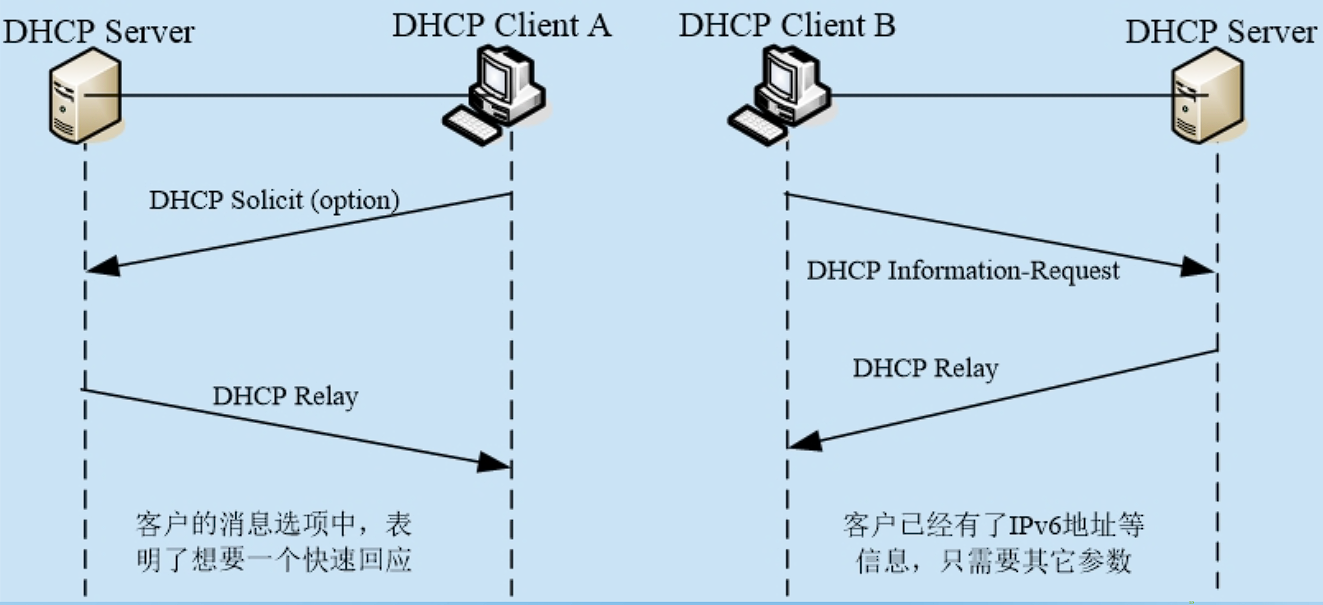 DHCP Server
DHCP Client A
DHCP Client B
DHCP Server
DHCP Solicit (option)
DHCP Relay
客户的消息选项中，表
明了想要一个快速回应
DHCP Information-Request
DHCP Relay
客户已经有了IPv6地址等
信息，只需要其它参数